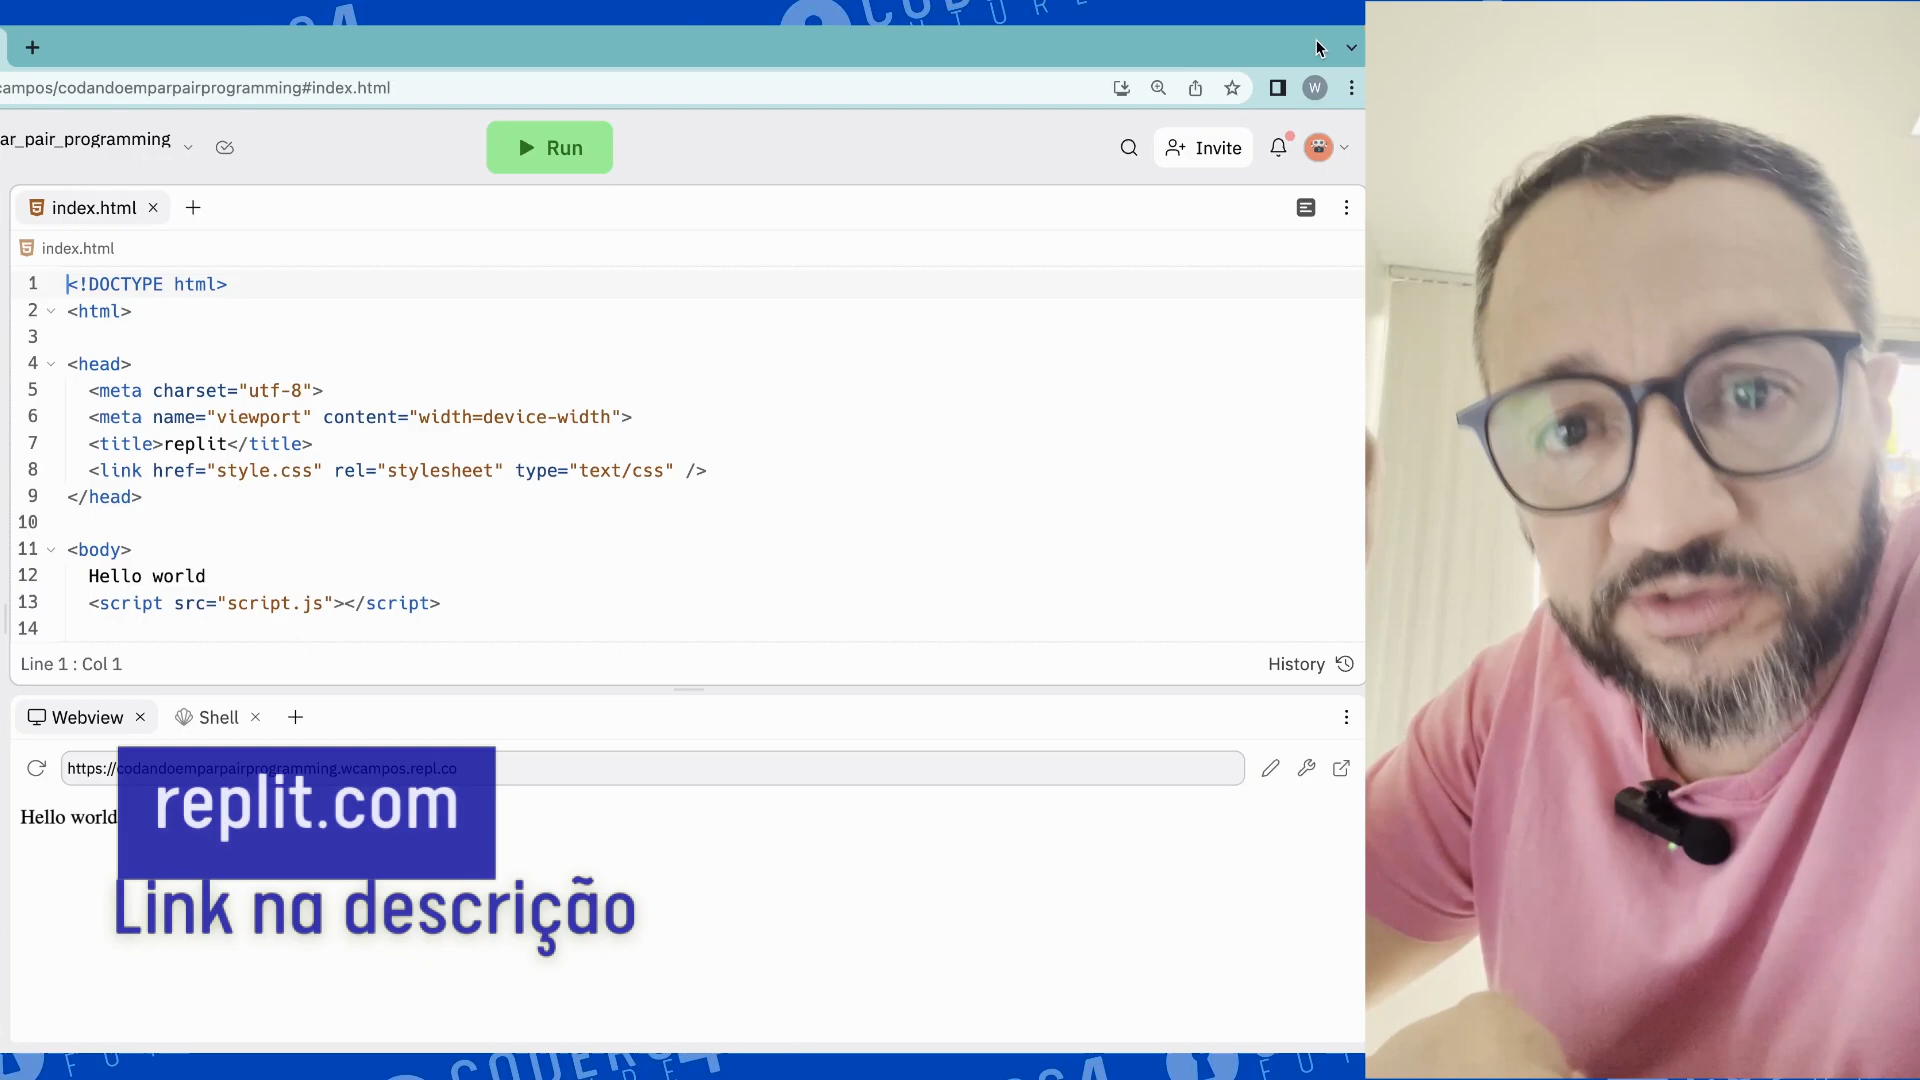 campos/codandoemparpairprogramming#index.html
W
ar_pair_programming
Run
Invite
index.html
index.html
1 <!DOCTYPE html>
2 <html>
3
4 <head>
5 <meta charset="utf-8">
6 <meta name="viewport" content="width=device-width">
7 <title>replit</title>
8 <link href="style.css" rel="stylesheet" type="text/css" />
9 </head>
10
11 <body>
12 Hello world
13 <script src="script.js"></script>
14
Line 1 : Col 1
History
Webview
Shell
https://codandoemparpairprogramming.wcampos.repl.co
Hello world
replit.com
Link na descrição